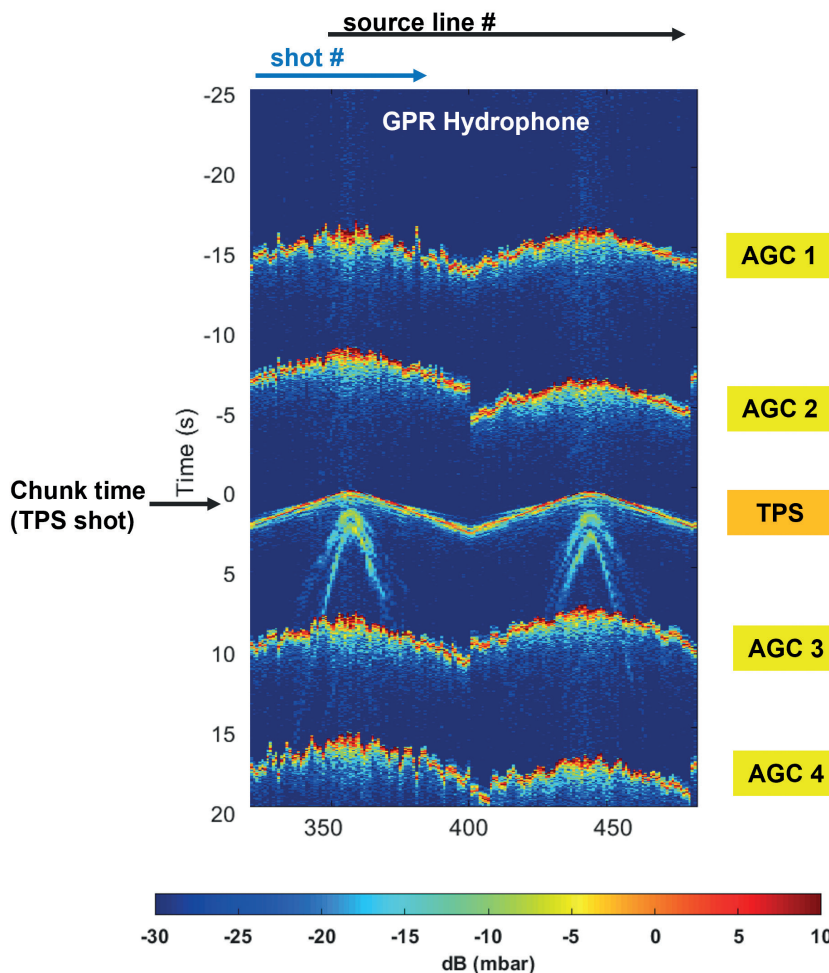 source line #
shot #
GPR Hydrophone
-25
-20
-15
-10
-5
0
5
10
15
20
Time (s)
Chunk time
(TPS shot)
AGC 1
AGC 2
TPS
AGC 3
AGC 4
350
400
450
-30
-25
-20
-15
-10
-5
0
5
10
dB (mbar)